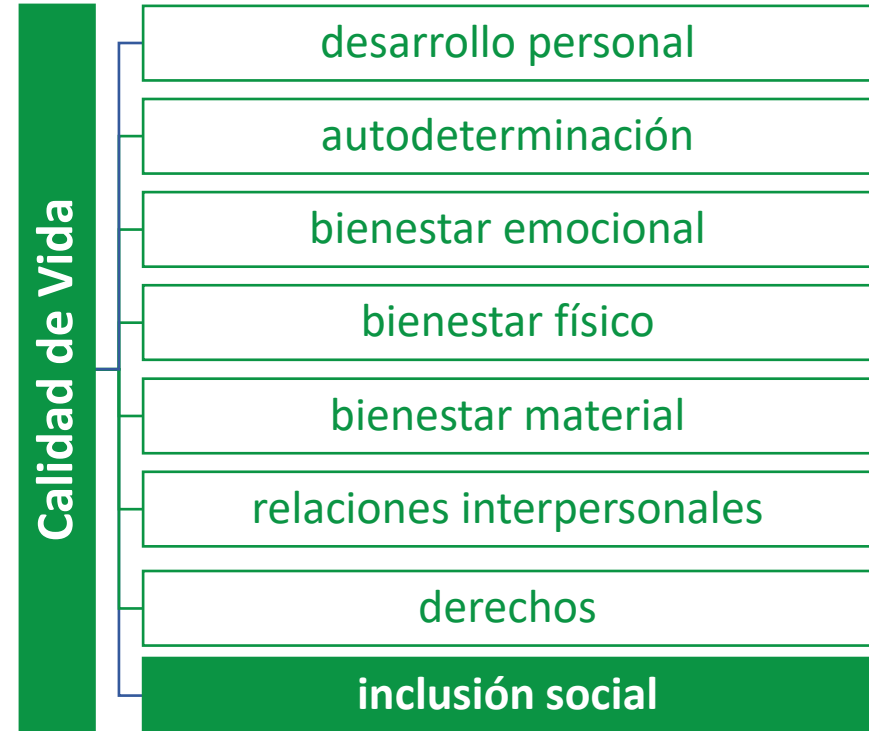 Calidad de Vida
desarrollo personal
autodeterminación
bienestar emocional
bienestar físico
bienestar material
relaciones interpersonales
derechos
inclusión social